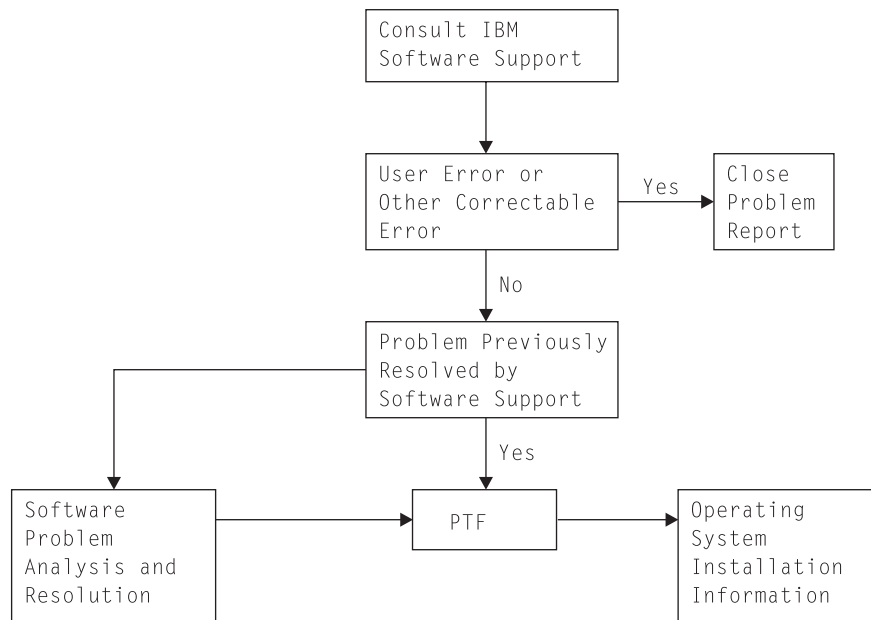 Consult IBM
Software Support
User Error or
Other Correctable
Error
Yes
Close
Problem
Report
No
Problem Previously
Resolved by
Software Support
Yes
Software
Problem
Analysis and
Resolution
PTF
Operating
System
Installation
Information